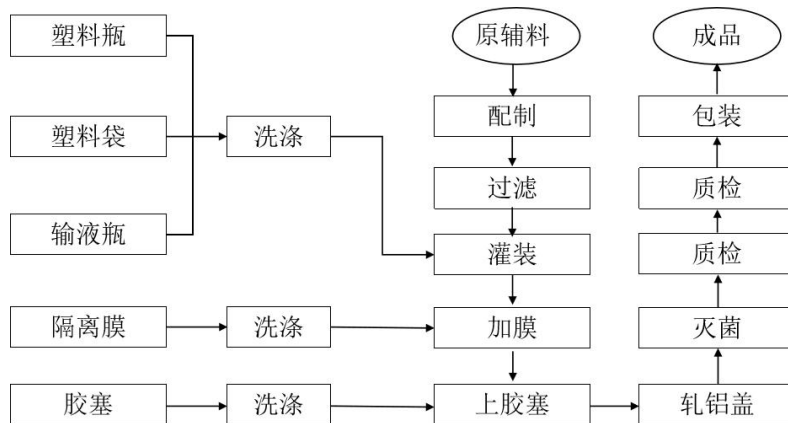 塑料瓶
原辅料
成品
配制
包装
塑料袋
洗涤
过滤
质检
输液瓶
灌装
质检
隔离膜
洗涤
加膜
灭菌
胶塞
洗涤
上胶塞
轧铝盖